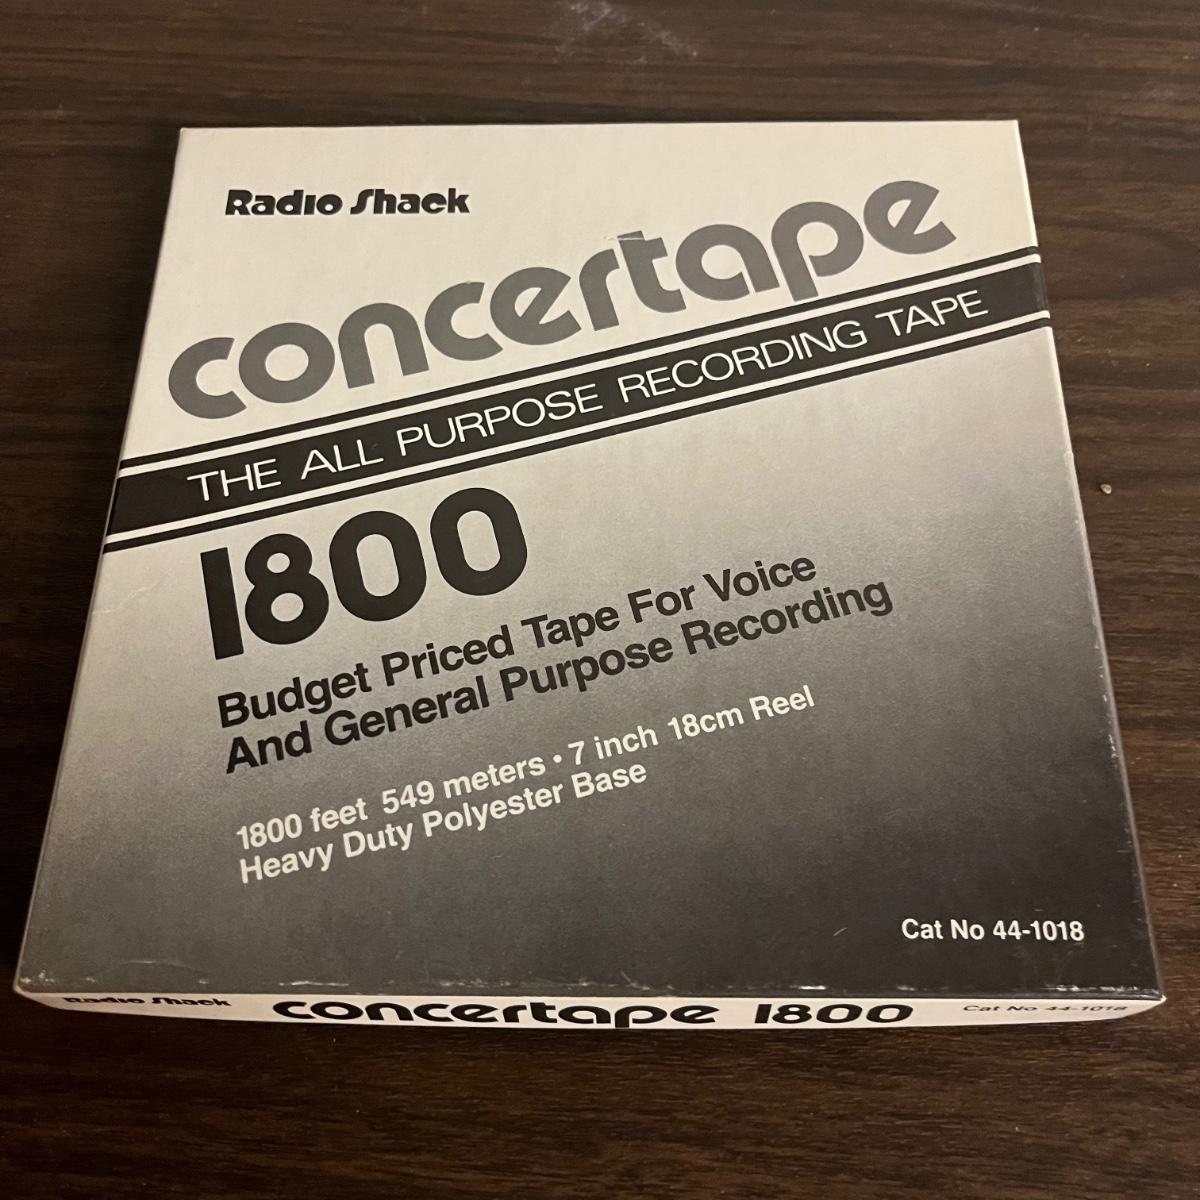 Radio Shack
concertape
THE ALL PURPOSE RECORDING TAPE
1800
Budget Priced Tape For Voice
And General Purpose Recording
1800 feet 549 meters • 7 inch 18cm Reel
Heavy Duty Polyester Base
Cat No 44-1018
Radio Shack concertape 1800 Cat No 44-1018